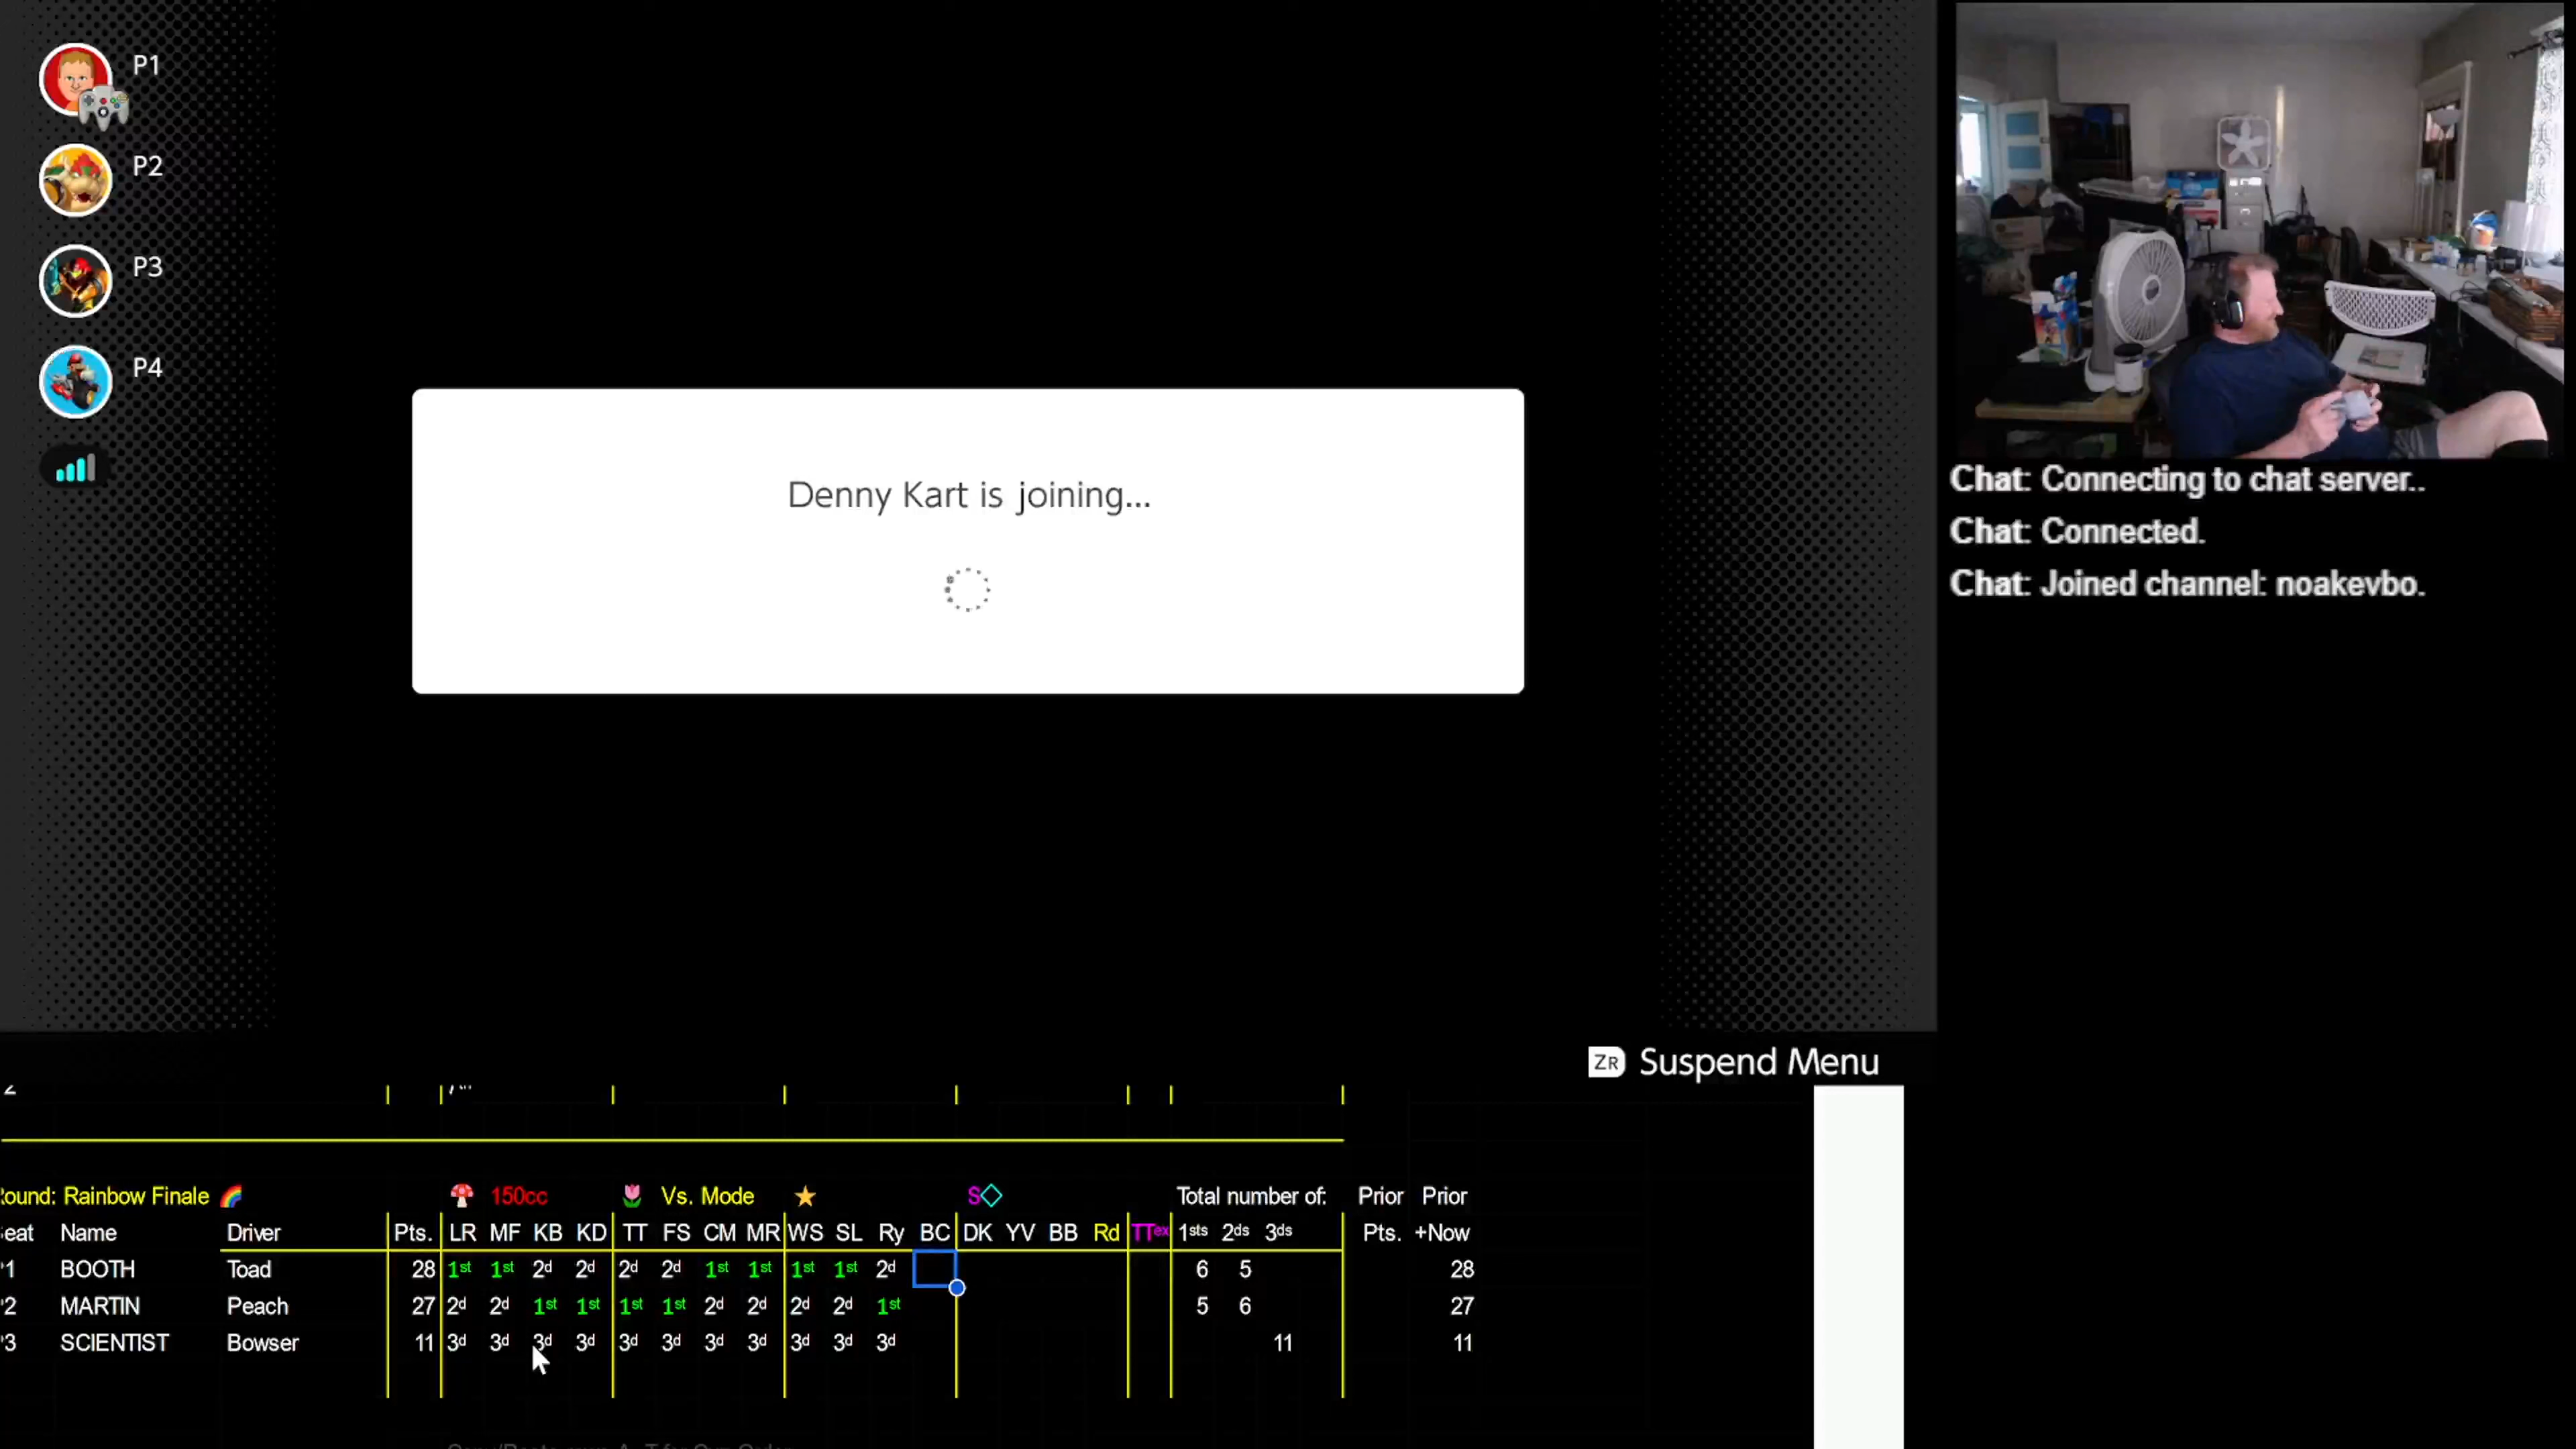 P1
P2
P3
P4
Denny Kart is joining...
Chat: Connecting to chat server..
Chat: Connected.
Chat: Joined channel: noakevbo.
ZR Suspend Menu
Round: Rainbow Finale 🌈 🍄 150cc 🌷 Vs. Mode ⭐ S◇ Total number of: Prior Prior
eat Name Driver Pts. LR MF KB KD TT FS CM MR WS SL Ry BC DK YV BB Rd TTex 1sts 2ds 3ds Pts. +Now
1 BOOTH Toad 28 1st 1st 2d 2d 2d 2d 1st 1st 1st 1st 2d 6 5 28
2 MARTIN Peach 27 2d 2d 1st 1st 1st 1st 2d 2d 2d 2d 1st 5 6 27
3 SCIENTIST Bowser 11 3d 3d 3d 3d 3d 3d 3d 3d 3d 3d 3d 11 11